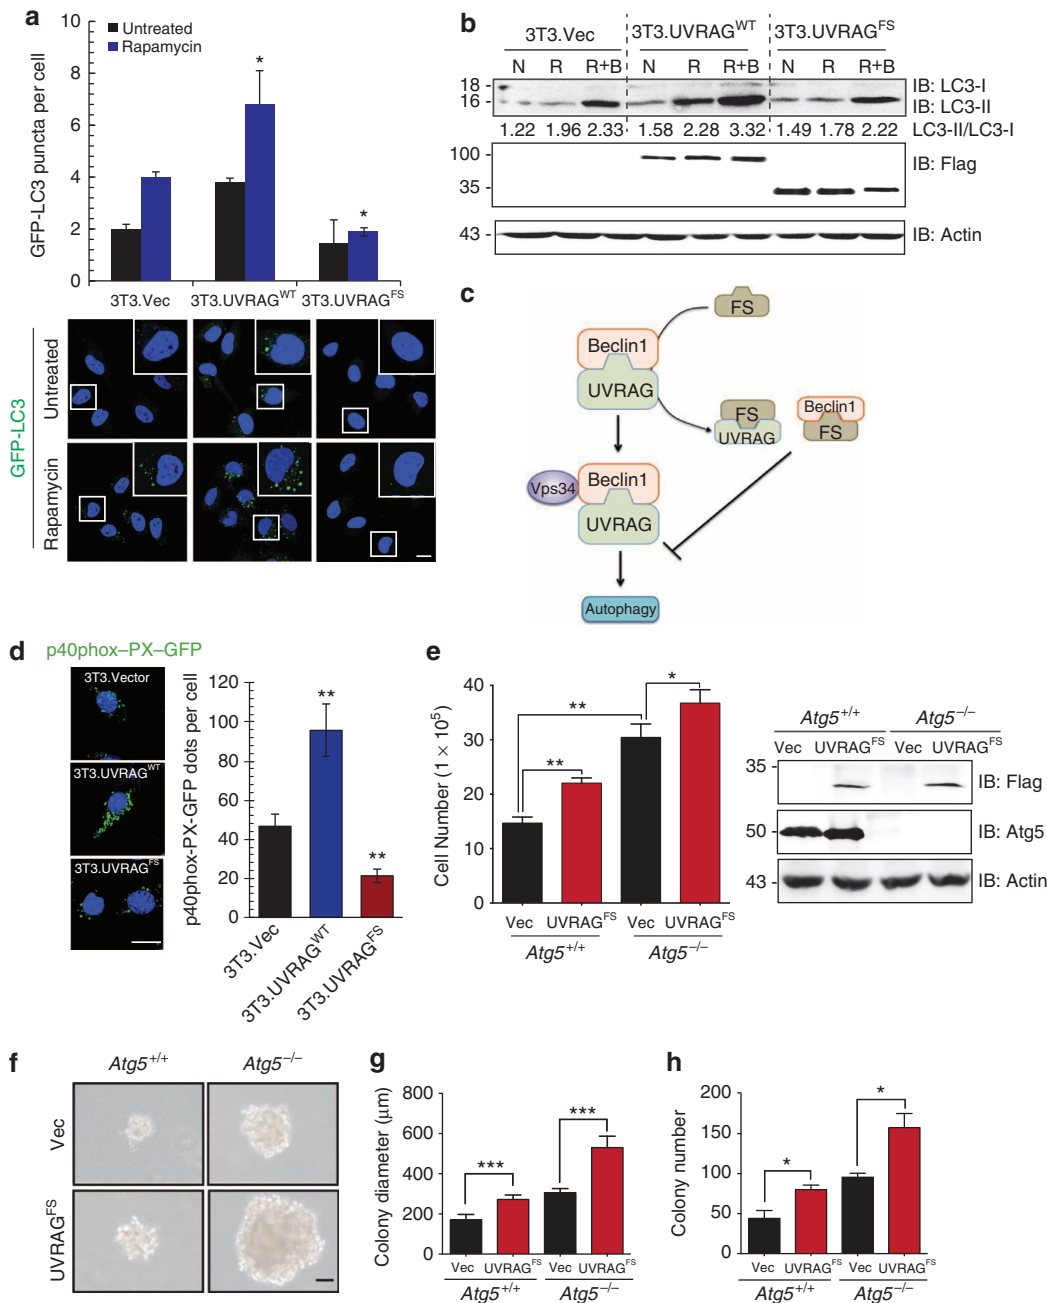 a
10
8
6
4
2
0
GFP-LC3 puncta per cell
Untreated
Rapamycin
*
*
3T3.Vec 3T3.UVRAG^WT 3T3.UVRAG^FS
GFP-LC3
Untreated
Rapamycin
b
3T3.Vec 3T3.UVRAG^WT 3T3.UVRAG^FS
N R R+B N R R+B N R R+B
18 IB: LC3-I
16 IB: LC3-II
1.22 1.96 2.33 1.58 2.28 3.32 1.49 1.78 2.22 LC3-II/LC3-I
100 IB: Flag
35
43 IB: Actin
c
FS
Beclin1
UVRAG
FS
UVRAG
Beclin1
FS
Vps34
Beclin1
UVRAG
Autophagy
d
p40phox–PX–GFP
3T3.Vector
3T3.UVRAG^WT
3T3.UVRAG^FS
p40phox-PX-GFP dots per cell
120
100
80
60
40
20
0
**
**
3T3.Vec
3T3.UVRAG^WT
3T3.UVRAG^FS
e
Cell Number (1 × 10^5)
40
30
20
10
0
**
**
*
Vec UVRAG^FS Vec UVRAG^FS
Atg5^+/+ Atg5^−/−
Atg5^+/+ Atg5^−/−
Vec UVRAG^FS Vec UVRAG^FS
35
IB: Flag
50 IB: Atg5
43 IB: Actin
f
Atg5^+/+ Atg5^−/−
Vec
UVRAG^FS
g
Colony diameter (μm)
800
600
400
200
0
***
***
Vec UVRAG^FS Vec UVRAG^FS
Atg5^+/+ Atg5^−/−
h
Colony number
200
150
100
50
0
*
*
Vec UVRAG^FS Vec UVRAG^FS
Atg5^+/+ Atg5^−/−